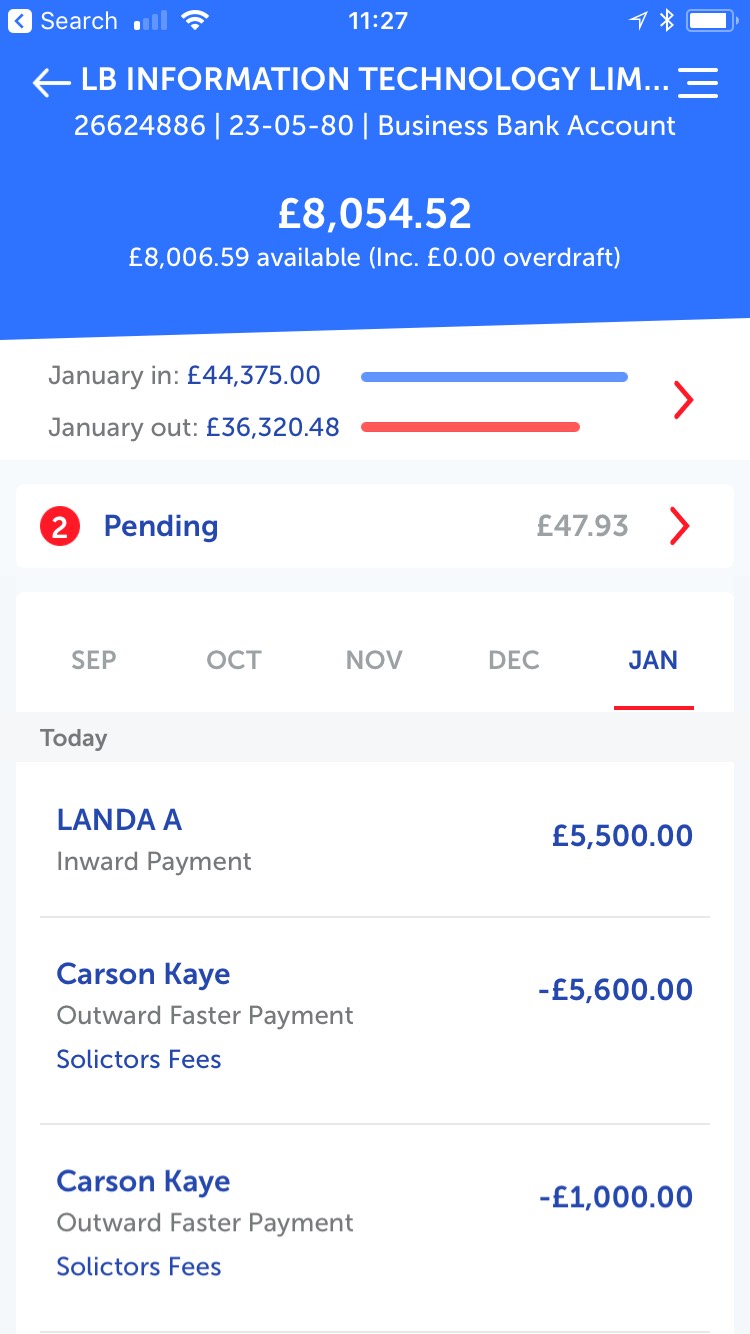 Search 11:27
LB INFORMATION TECHNOLOGY LIM...
26624886 | 23-05-80 | Business Bank Account
£8,054.52
£8,006.59 available (Inc. £0.00 overdraft)
January in: £44,375.00
January out: £36,320.48
2 Pending £47.93
SEP OCT NOV DEC JAN
Today
LANDA A
£5,500.00
Inward Payment
Carson Kaye
-£5,600.00
Outward Faster Payment
Solictors Fees
Carson Kaye
-£1,000.00
Outward Faster Payment
Solictors Fees